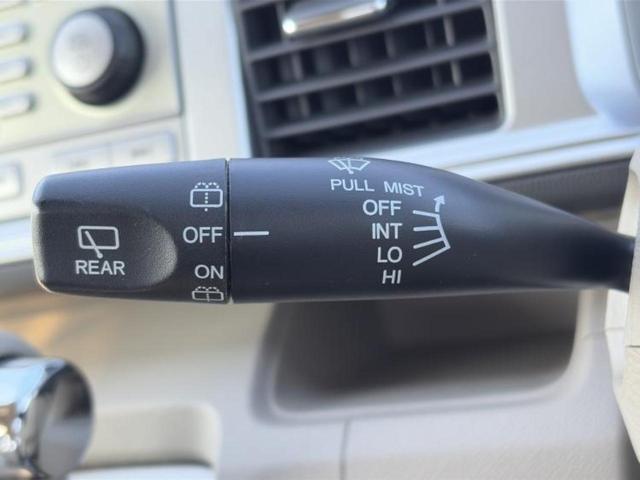 PULL MIST
OFF
INT
LO
HI
OFF
ON
REAR